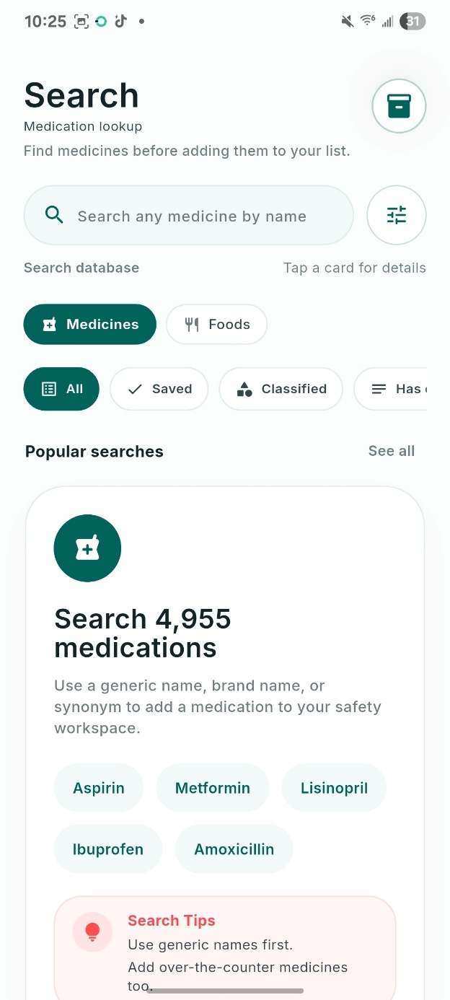 10:25
31
Search
Medication lookup
Find medicines before adding them to your list.
Search any medicine by name
Search database
Tap a card for details
Medicines
Foods
All
Saved
Classified
Has
Popular searches
See all
Search 4,955
medications
Use a generic name, brand name, or
synonym to add a medication to your safety
workspace.
Aspirin
Metformin
Lisinopril
Ibuprofen
Amoxicillin
Search Tips
Use generic names first.
Add over-the-counter medicines
too.